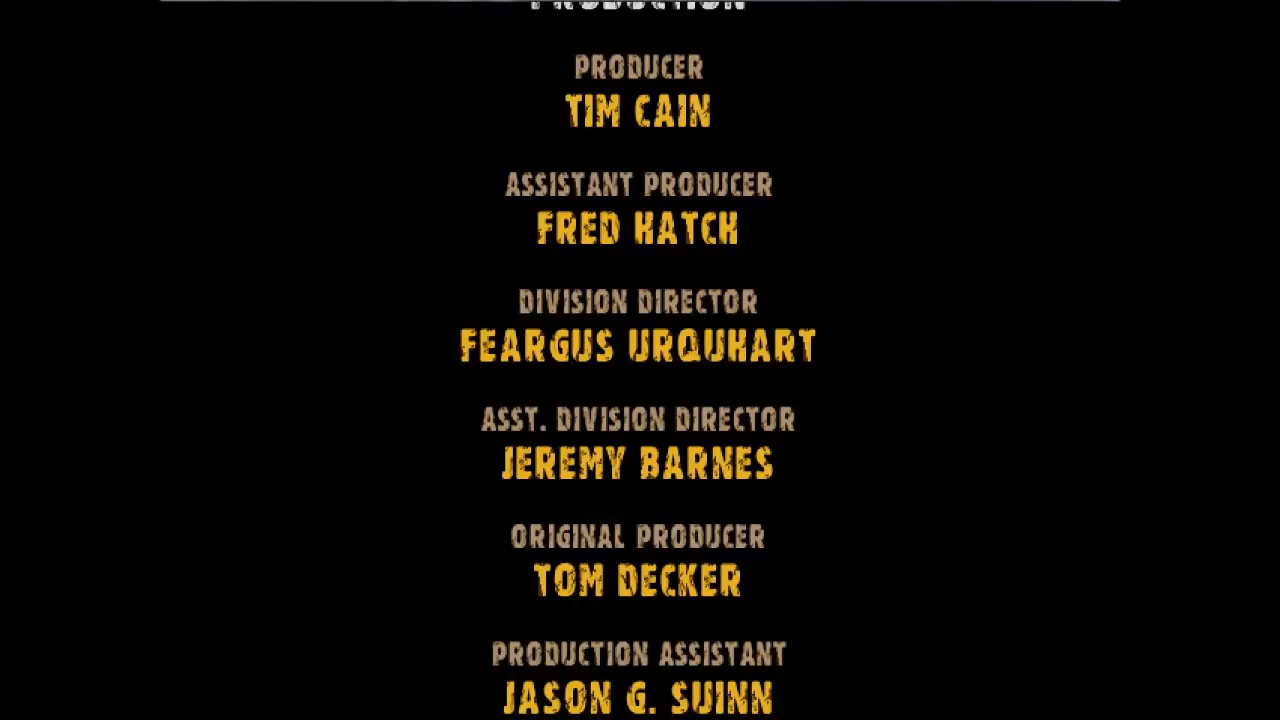 PRODUCTION
PRODUCER
TIM CAIN
ASSISTANT PRODUCER
FRED HATCH
DIVISION DIRECTOR
FEARGUS URQUHART
ASST. DIVISION DIRECTOR
JEREMY BARNES
ORIGINAL PRODUCER
TOM DECKER
PRODUCTION ASSISTANT
JASON G. SUINN